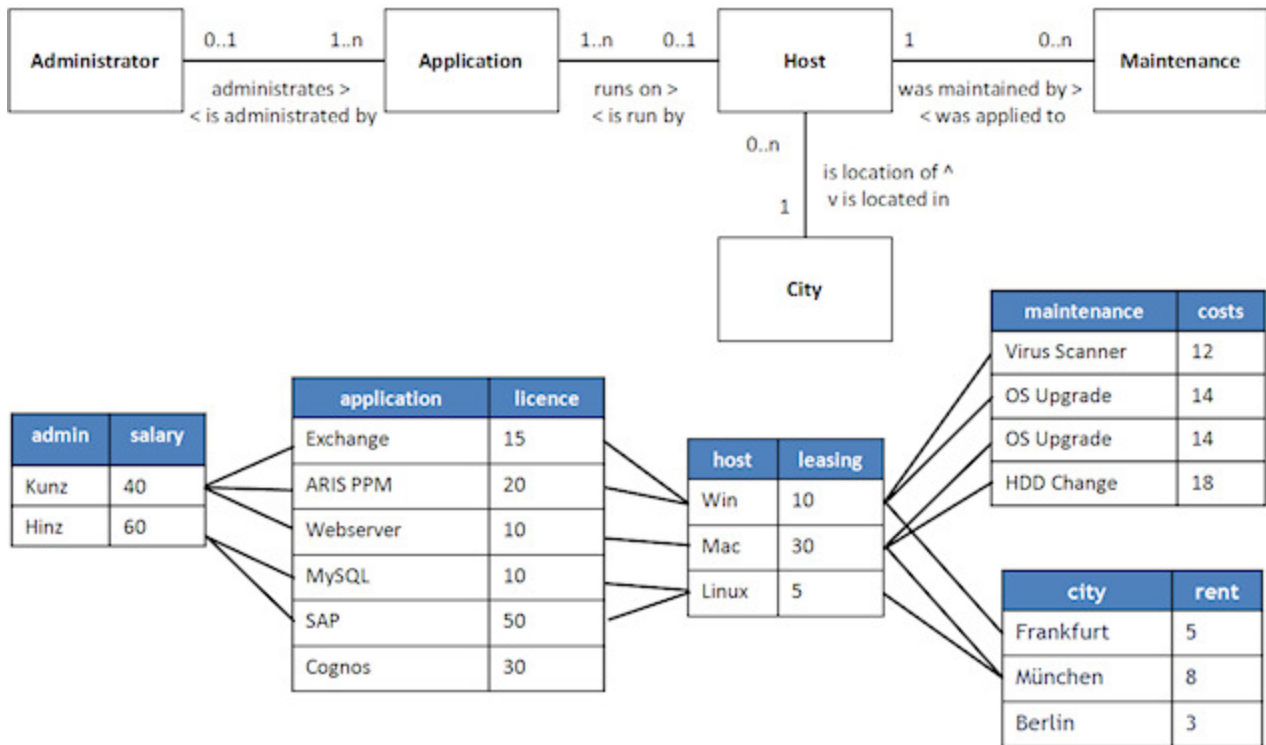 Administrator
0..1
1..n
administrates >
< is administrated by
Application
1..n
0..1
runs on >
< is run by
Host
1
0..n
was maintained by >
< was applied to
Maintenance
0..n
is location of ^
v is located in
1
City
admin salary
Kunz 40
Hinz 60
application licence
Exchange 15
ARIS PPM 20
Webserver 10
MySQL 10
SAP 50
Cognos 30
host leasing
Win 10
Mac 30
Linux 5
maintenance costs
Virus Scanner 12
OS Upgrade 14
OS Upgrade 14
HDD Change 18
city rent
Frankfurt 5
München 8
Berlin 3